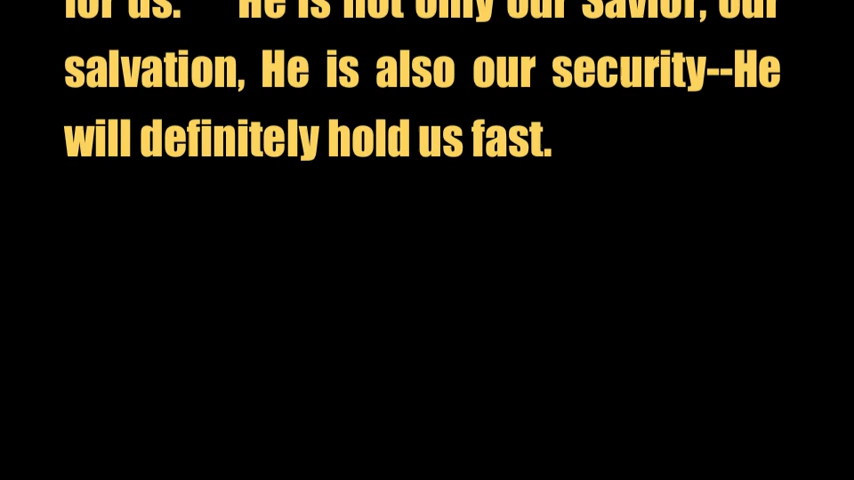 for us. He is not only our Savior, our
salvation, He is also our security--He
will definitely hold us fast.